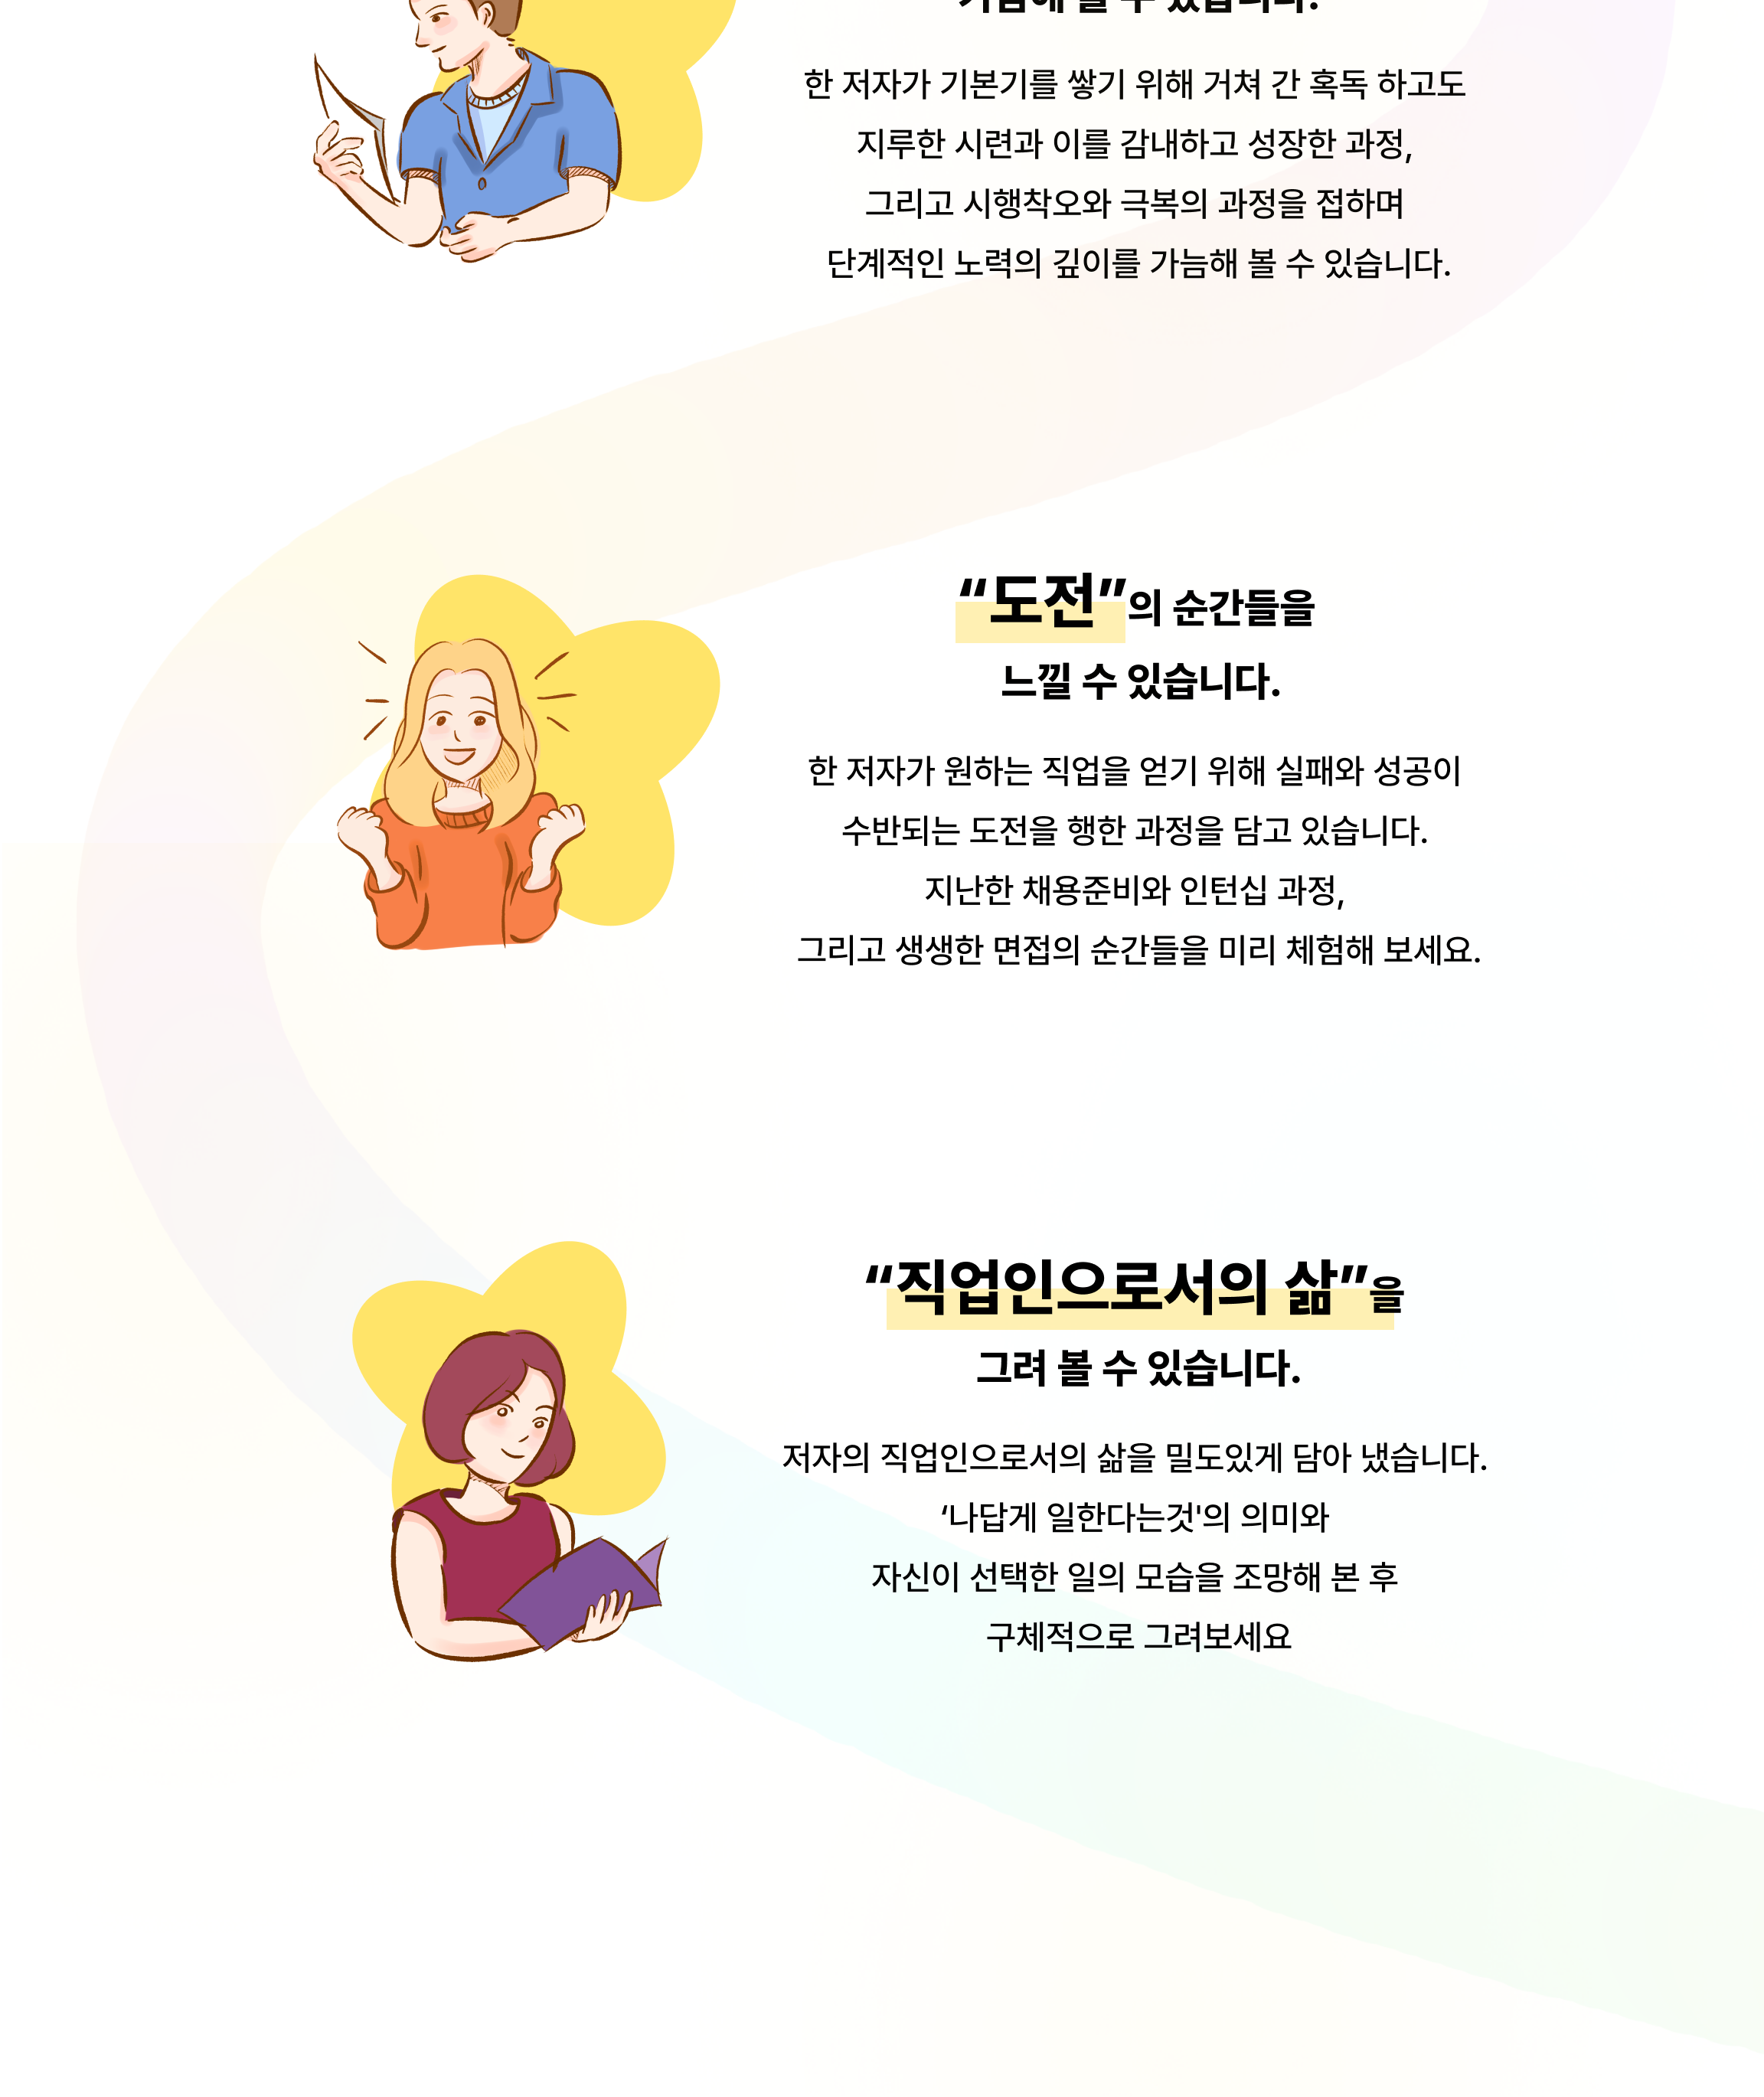 가늠해 볼 수 있습니다.
한 저자가 기본기를 쌓기 위해 거쳐 간 혹독 하고도
지루한 시련과 이를 감내하고 성장한 과정,
그리고 시행착오와 극복의 과정을 접하며
단계적인 노력의 깊이를 가늠해 볼 수 있습니다.
“도전”의 순간들을
느낄 수 있습니다.
한 저자가 원하는 직업을 얻기 위해 실패와 성공이
수반되는 도전을 행한 과정을 담고 있습니다.
지난한 채용준비와 인턴십 과정,
그리고 생생한 면접의 순간들을 미리 체험해 보세요.
“직업인으로서의 삶”을
그려 볼 수 있습니다.
저자의 직업인으로서의 삶을 밀도있게 담아 냈습니다.
‘나답게 일한다는것'의 의미와
자신이 선택한 일의 모습을 조망해 본 후
구체적으로 그려보세요